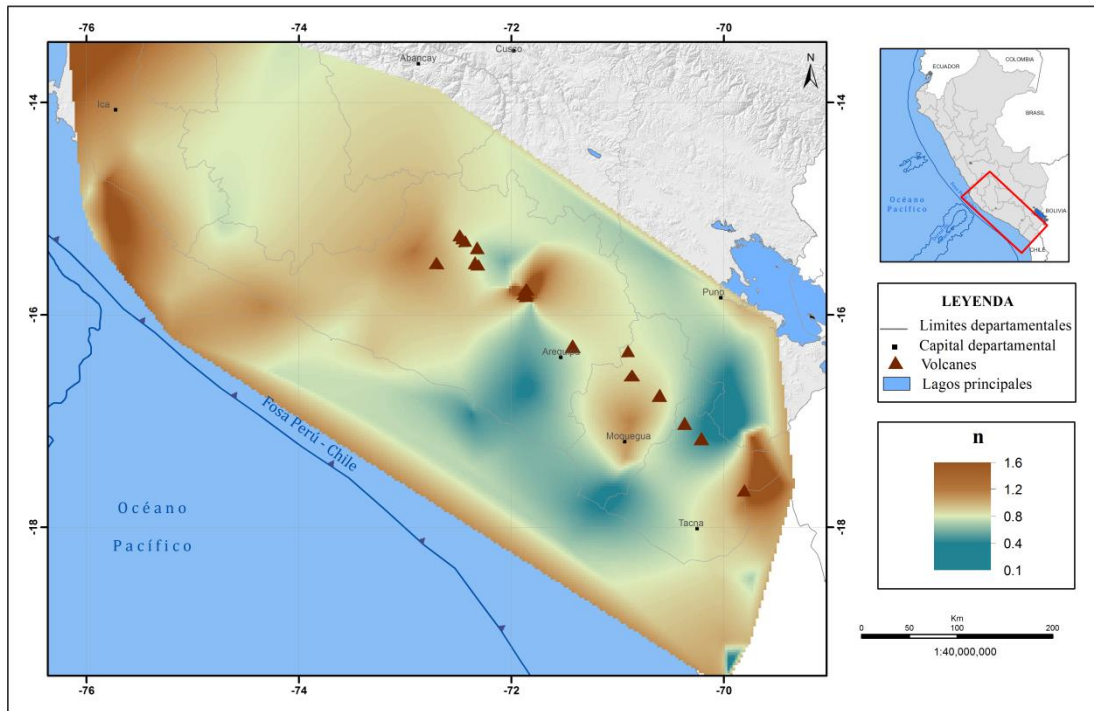 -76
-74
-72
-70
Cusco
Abancay
N
-14
-14
Ica
Puno
-16
-16
Arequipa
Moquegua
Fosa Perú - Chile
Océano
Pacífico
-18
-18
Tacna
-76
-74
-72
-70
COLOMBIA
ECUADOR
BRASIL
Océano
Pacífico
BOLIVIA
CHILE
LEYENDA
Limites departamentales
Capital departamental
Volcanes
Lagos principales
n
1.6
1.2
0.8
0.4
0.1
Km
0 50 100 200
1:40,000,000